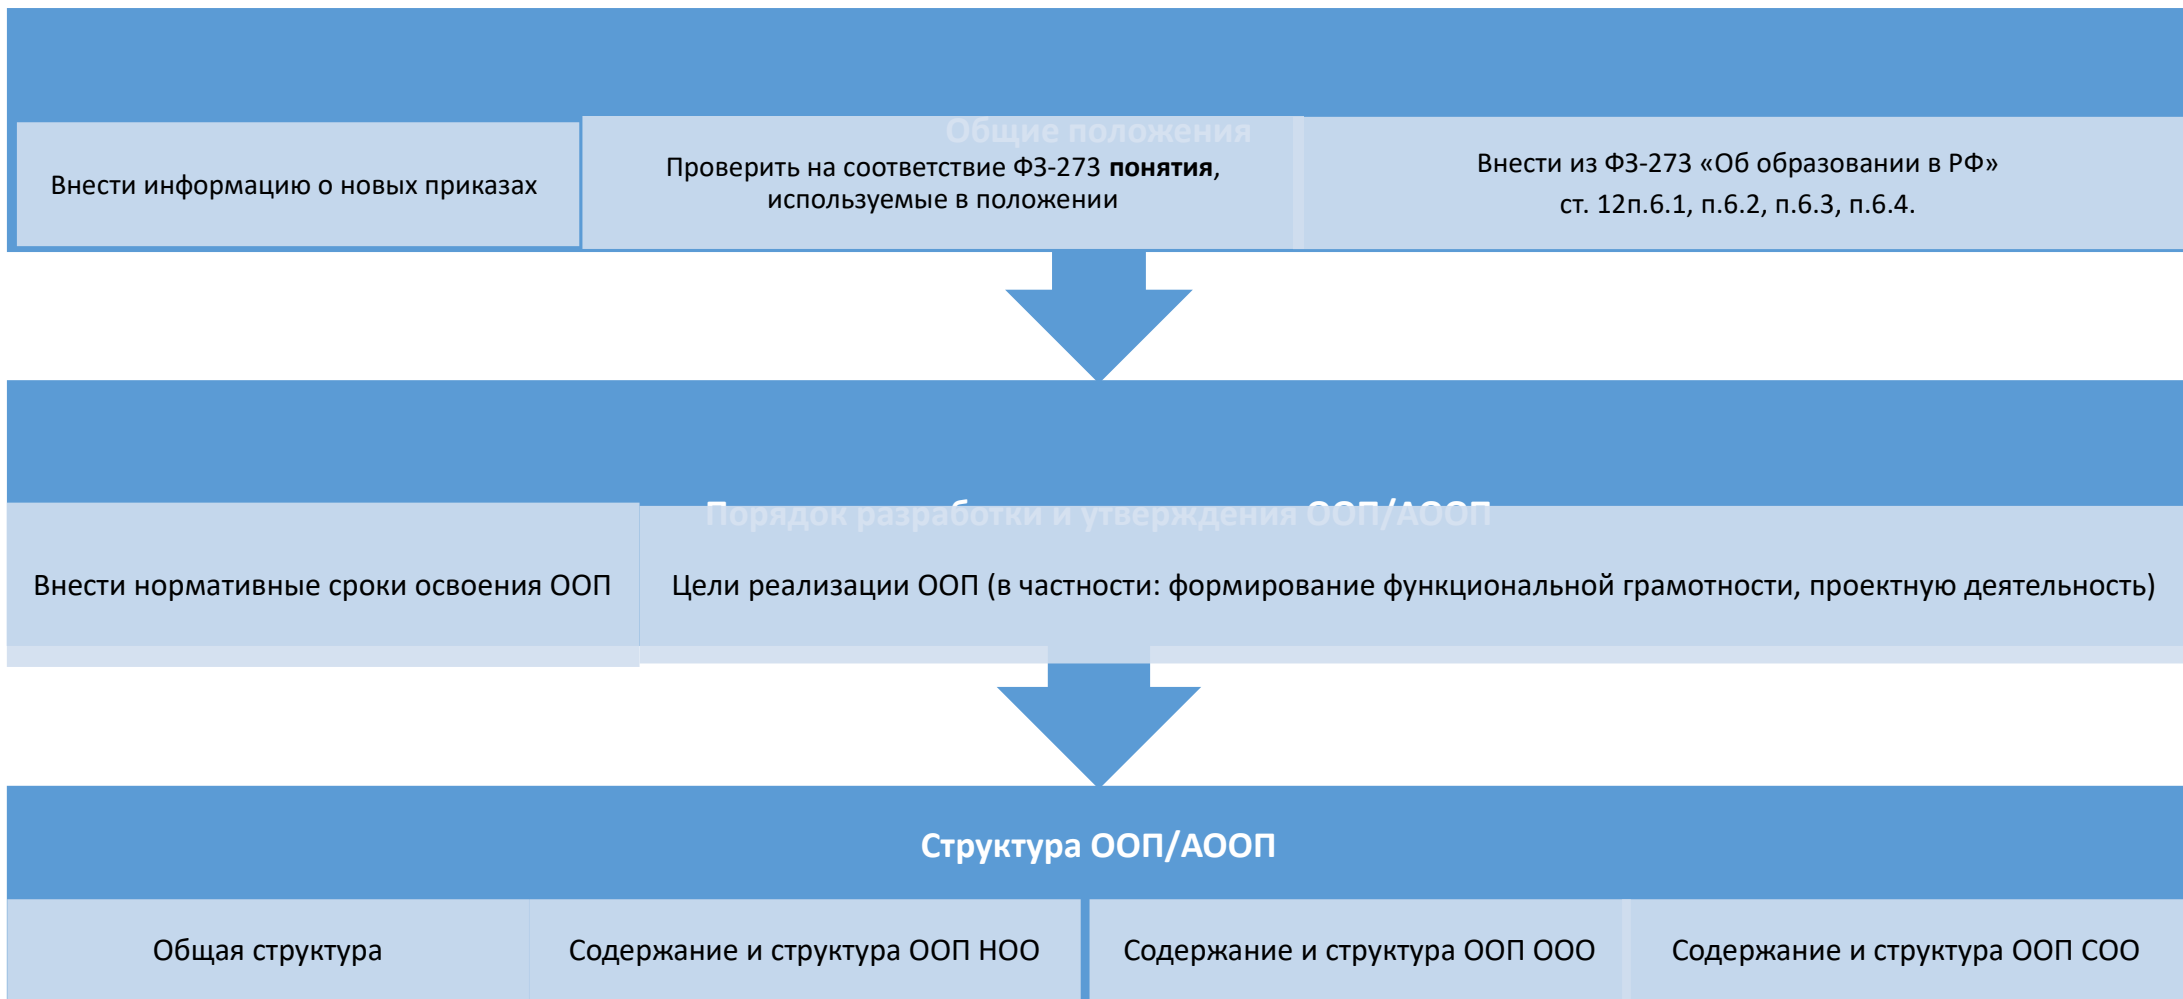 Общие положения
Внести информацию о новых приказах
Проверить на соответствие ФЗ-273 понятия,
используемые в положении
Внести из ФЗ-273 «Об образовании в РФ»
ст. 12п.6.1, п.6.2, п.6.3, п.6.4.
Порядок разработки и утверждения ООП/АООП
Внести нормативные сроки освоения ООП
Цели реализации ООП (в частности: формирование функциональной грамотности, проектную деятельность)
Структура ООП/АООП
Общая структура
Содержание и структура ООП НОО
Содержание и структура ООП ООО
Содержание и структура ООП СОО